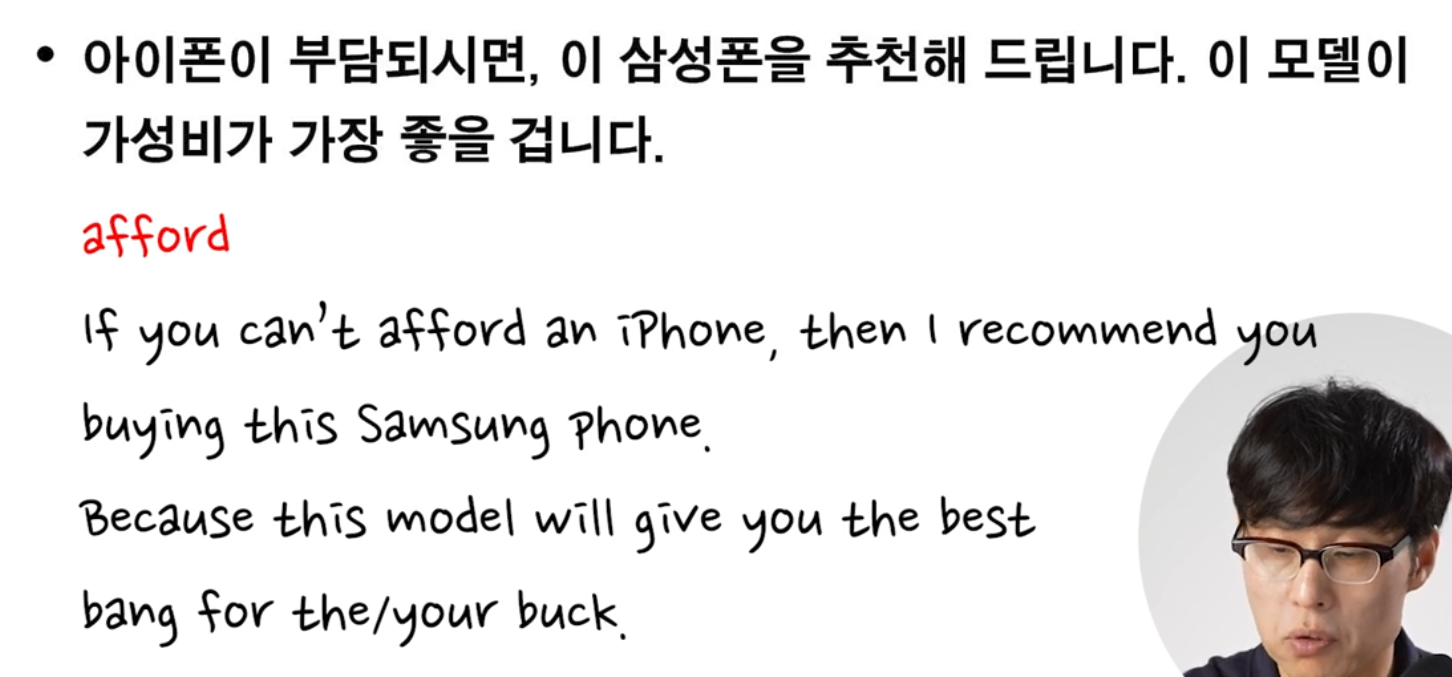 • 아이폰이 부담되시면, 이 삼성폰을 추천해 드립니다. 이 모델이
가성비가 가장 좋을 겁니다.
afford
If you can't afford an iPhone, then I recommend you
buying this Samsung phone.
Because this model will give you the best
bang for the/your buck.